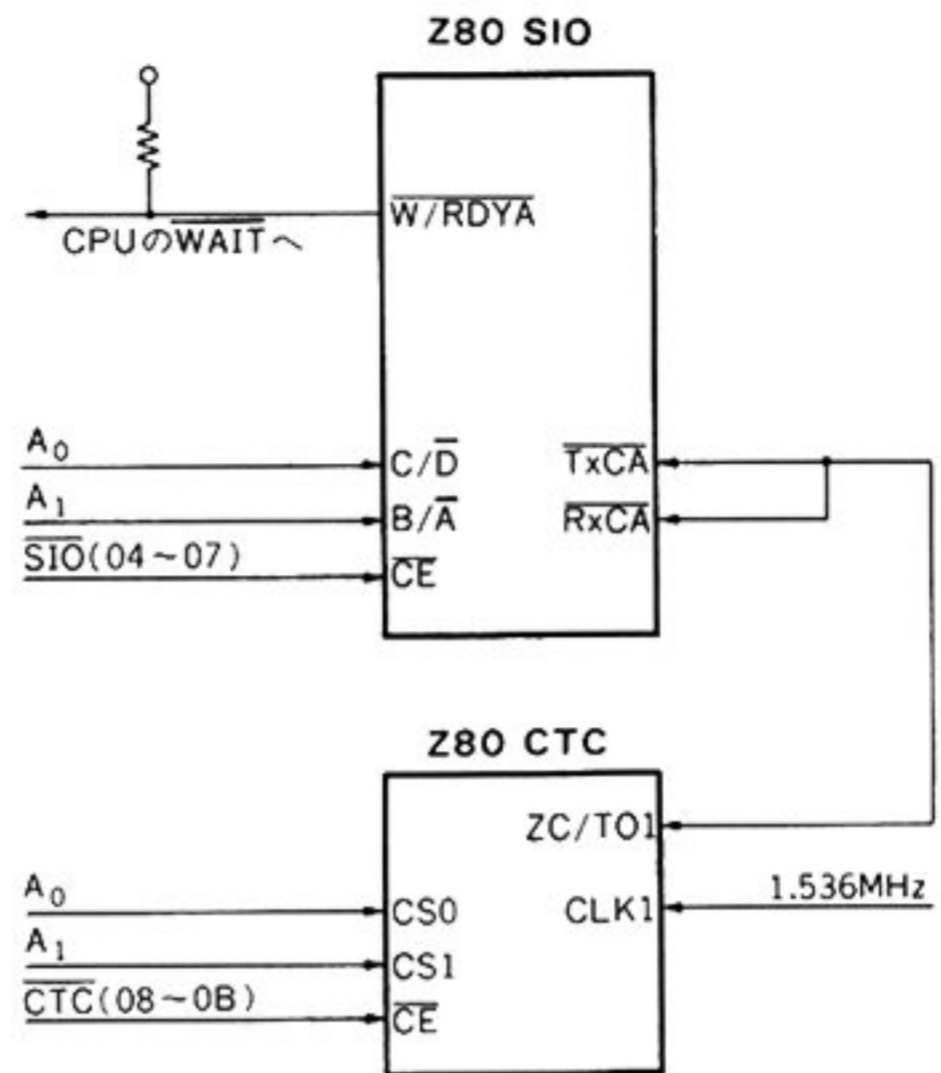 Z80 SIO
W/RDYA
CPUのWAITへ
A0
C/D
TxCA
A1
B/A
RxCA
SIO(04~07)
CE
Z80 CTC
ZC/TO1
A0
CS0
CLK1
1.536MHz
A1
CS1
CTC(08~0B)
CE